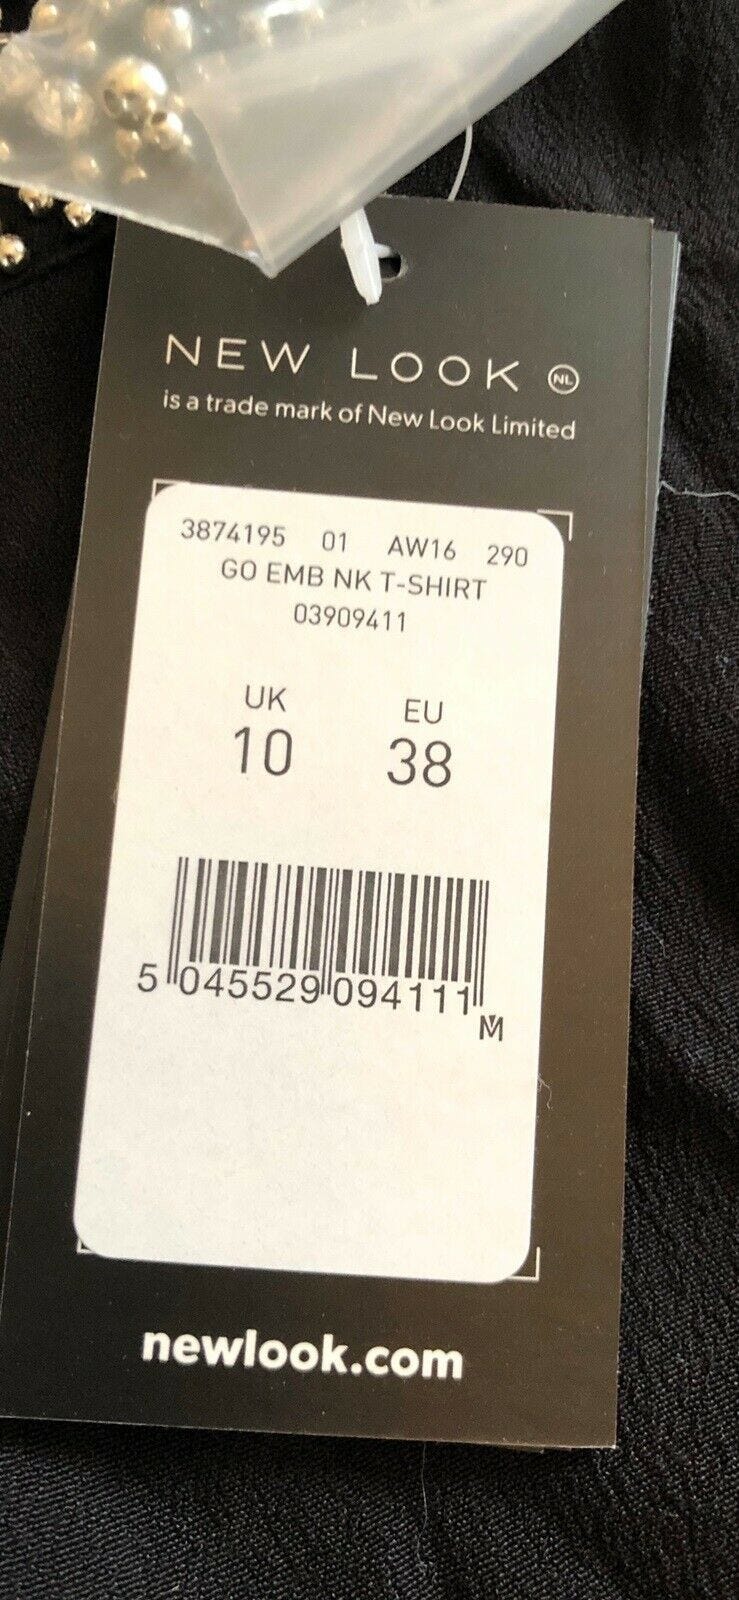 NEW LOOK NL
is a trade mark of New Look Limited
3874195 01 AW16 290
GO EMB NK T-SHIRT
03909411
UK EU
10 38
5 045529 094111
M
newlook.com